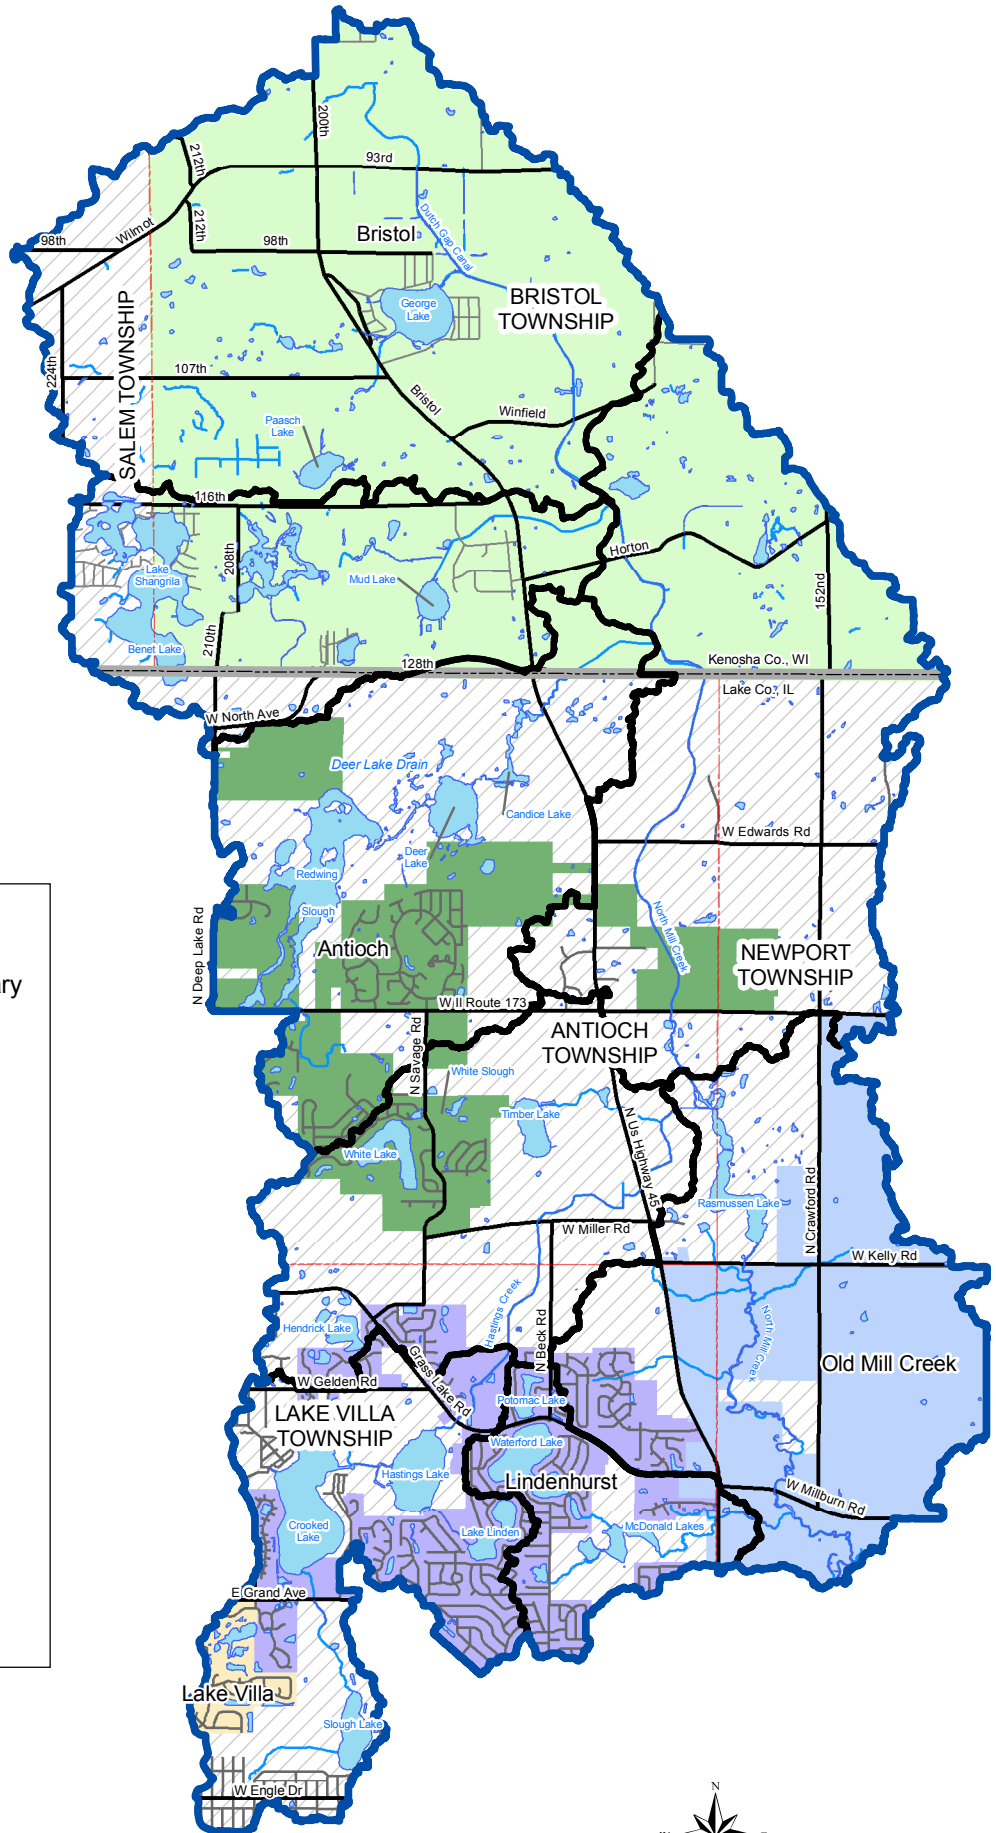 200th
212th
93rd
212th
Wilmot
98th
98th
Bristol
Dutch Gap Canal
BRISTOL
TOWNSHIP
George
Lake
SALEM TOWNSHIP
224th
107th
Bristol
Winfield
Paasch
Lake
116th
Lake
Shangrila
208th
Horton
Mud Lake
152nd
210th
Benet Lake
128th
Kenosha Co., WI
Lake Co., IL
W North Ave
Deer Lake Drain
Candice Lake
W Edwards Rd
Deer
Lake
Redwing
Slough
N Deep Lake Rd
Antioch
North Mill Creek
NEWPORT
TOWNSHIP
ary
W Il Route 173
ANTIOCH
TOWNSHIP
N Savage Rd
White Slough
Timber Lake
N Us Highway 45
White Lake
Rasmussen Lake
N Crawford Rd
W Miller Rd
W Kelly Rd
Hastings Creek
Hendrick Lake
N Beck Rd
North Mill Creek
Grass Lake Rd
Old Mill Creek
W Gelden Rd
Potomac Lake
LAKE VILLA
TOWNSHIP
Waterford Lake
Hastings Lake
Lindenhurst
W Millburn Rd
Crooked
Lake
Lake Linden
McDonald Lakes
E Grand Ave
Lake Villa
Slough Lake
W Engle Dr
N